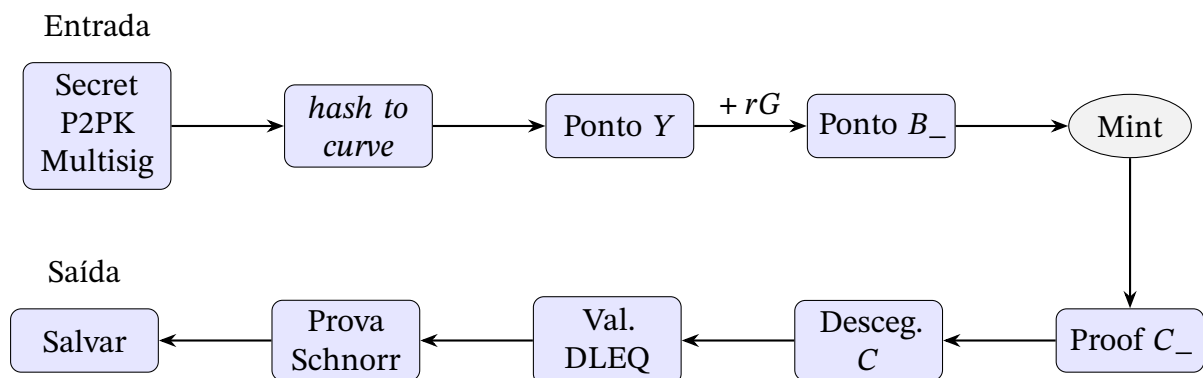 Entrada
Secret
P2PK
Multisig
hash to
curve
Ponto Y
+ rG
Ponto B_
Mint
Saída
Salvar
Prova
Schnorr
Val.
DLEQ
Desceg.
C
Proof C_